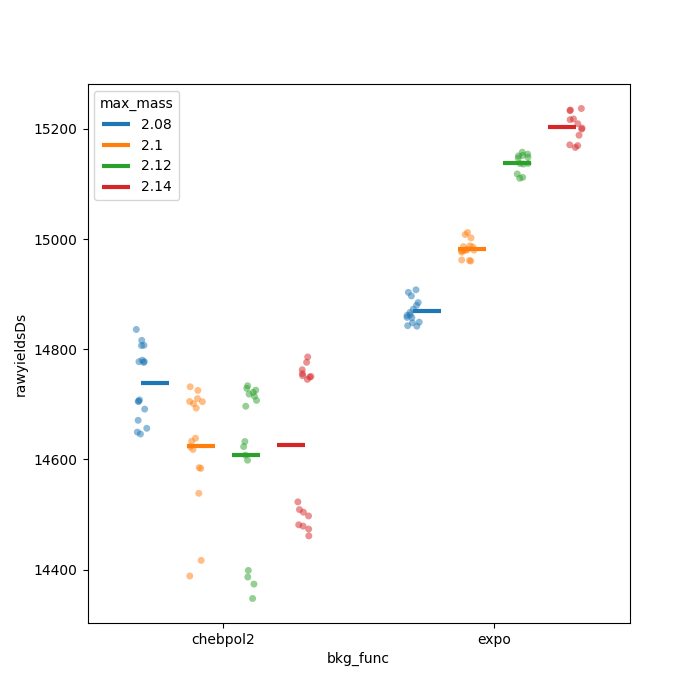 max_mass
2.08
2.1
2.12
2.14
15200
15000
14800
14600
14400
rawyieldsDs
chebpol2
expo
bkg_func